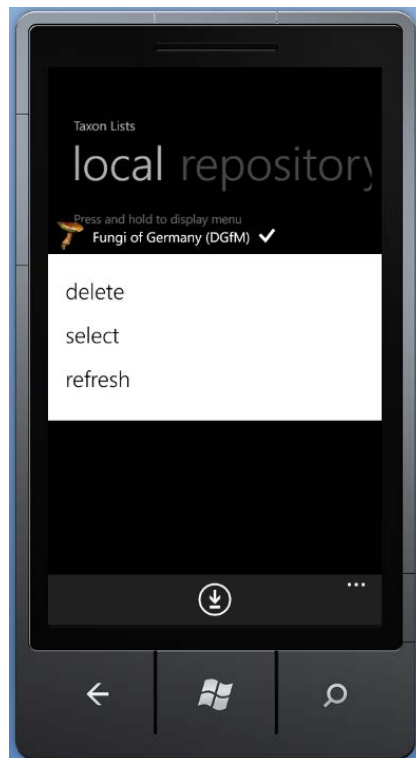 Taxon Lists
local repository
Press and hold to display menu
Fungi of Germany (DGfM)
delete
select
refresh